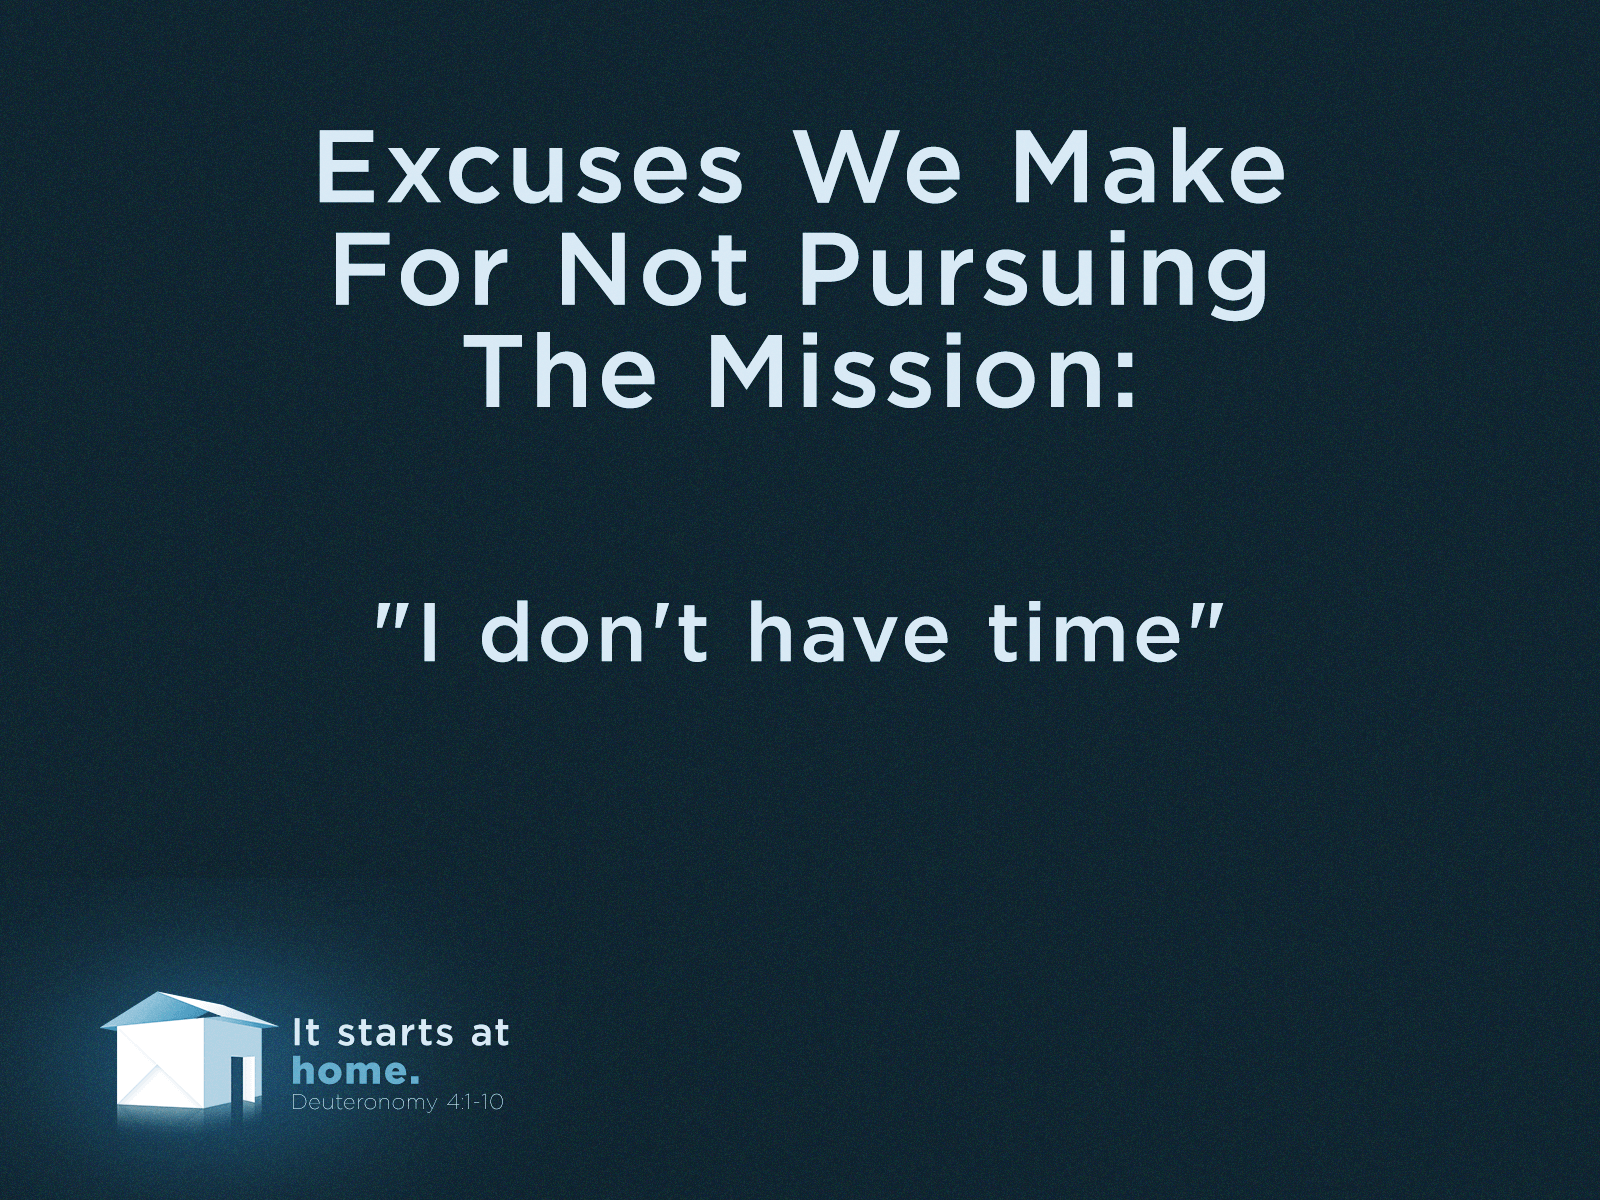 Excuses We Make
For Not Pursuing
The Mission:
"I don't have time"
It starts at
home.
Deuteronomy 4:1-10